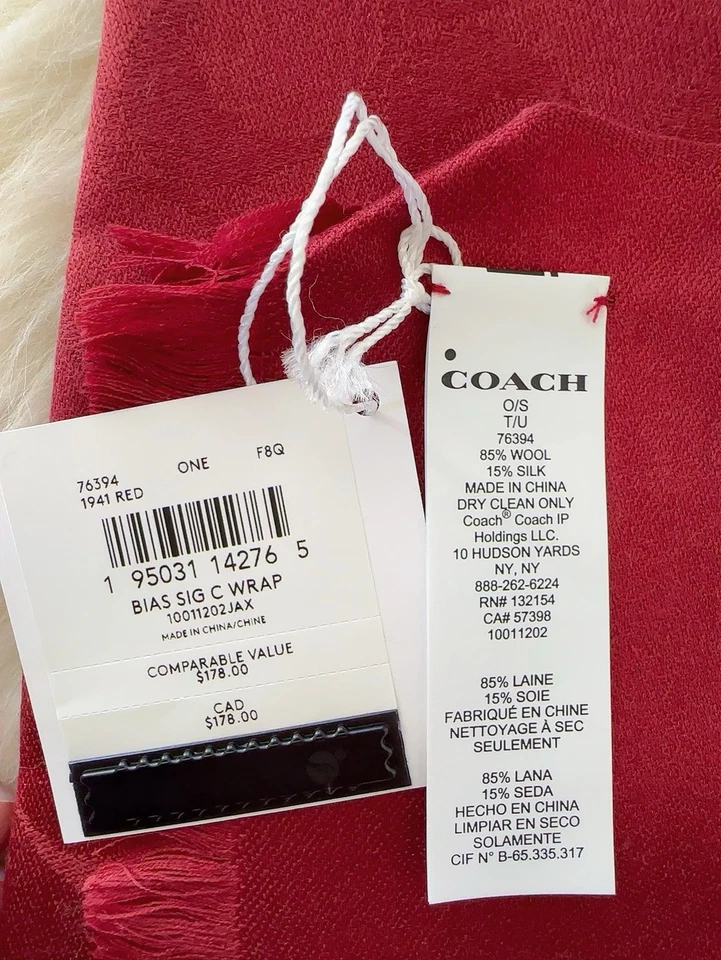 76394 ONE F8Q
1941 RED
1 95031 14276 5
BIAS SIG C WRAP
10011202JAX
MADE IN CHINA/CHINE
COMPARABLE VALUE
$178.00
CAD
$178.00
COACH
O/S
T/U
76394
85% WOOL
15% SILK
MADE IN CHINA
DRY CLEAN ONLY
Coach® Coach IP
Holdings LLC.
10 HUDSON YARDS
NY, NY
888-262-6224
RN# 132154
CA# 57398
10011202
85% LAINE
15% SOIE
FABRIQUÉ EN CHINE
NETTOYAGE À SEC
SEULEMENT
85% LANA
15% SEDA
HECHO EN CHINA
LIMPIAR EN SECO
SOLAMENTE
CIF N° B-65.335.317